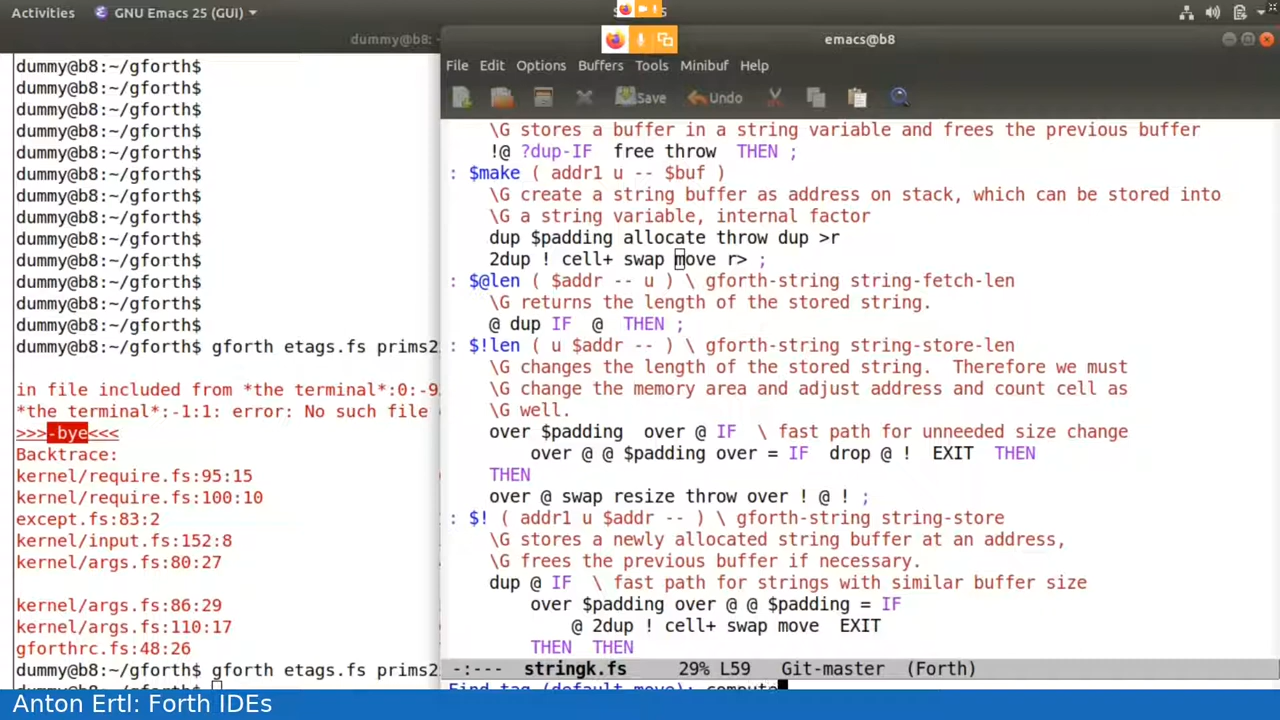 Activities GNU Emacs 25 (GUI)
dummy@b8: -
emacs@b8
File Edit Options Buffers Tools Minibuf Help
Save Undo
dummy@b8:~/gforth$
dummy@b8:~/gforth$
dummy@b8:~/gforth$
dummy@b8:~/gforth$
dummy@b8:~/gforth$
dummy@b8:~/gforth$
dummy@b8:~/gforth$
dummy@b8:~/gforth$
dummy@b8:~/gforth$
dummy@b8:~/gforth$
dummy@b8:~/gforth$
dummy@b8:~/gforth$
dummy@b8:~/gforth$
dummy@b8:~/gforth$ gforth etags.fs prims2
in file included from *the terminal*:0:-9
*the terminal*:-1:1: error: No such file
>>>-bye<<<
Backtrace:
kernel/require.fs:95:15
kernel/require.fs:100:10
except.fs:83:2
kernel/input.fs:152:8
kernel/args.fs:80:27
kernel/args.fs:86:29
kernel/args.fs:110:17
gforthrc.fs:48:26
dummy@b8:~/gforth$ gforth etags.fs prims2
dummy@b8:~/gforth$
\G stores a buffer in a string variable and frees the previous buffer
!@ ?dup-IF free throw THEN ;
: $make ( addr1 u -- $buf )
\G create a string buffer as address on stack, which can be stored into
\G a string variable, internal factor
dup $padding allocate throw dup >r
2dup ! cell+ swap move r> ;
: $@len ( $addr -- u ) \ gforth-string string-fetch-len
\G returns the length of the stored string.
@ dup IF @ THEN ;
: $!len ( u $addr -- ) \ gforth-string string-store-len
\G changes the length of the stored string. Therefore we must
\G change the memory area and adjust address and count cell as
\G well.
over $padding over @ IF \ fast path for unneeded size change
over @ @ $padding over = IF drop @ ! EXIT THEN
THEN
over @ swap resize throw over ! @ ! ;
: $! ( addr1 u $addr -- ) \ gforth-string string-store
\G stores a newly allocated string buffer at an address,
\G frees the previous buffer if necessary.
dup @ IF \ fast path for strings with similar buffer size
over $padding over @ @ $padding = IF
@ 2dup ! cell+ swap move EXIT
THEN THEN
-:--- stringk.fs 29% L59 Git-master (Forth)
Find tag (default move): compute
Anton Ertl: Forth IDEs